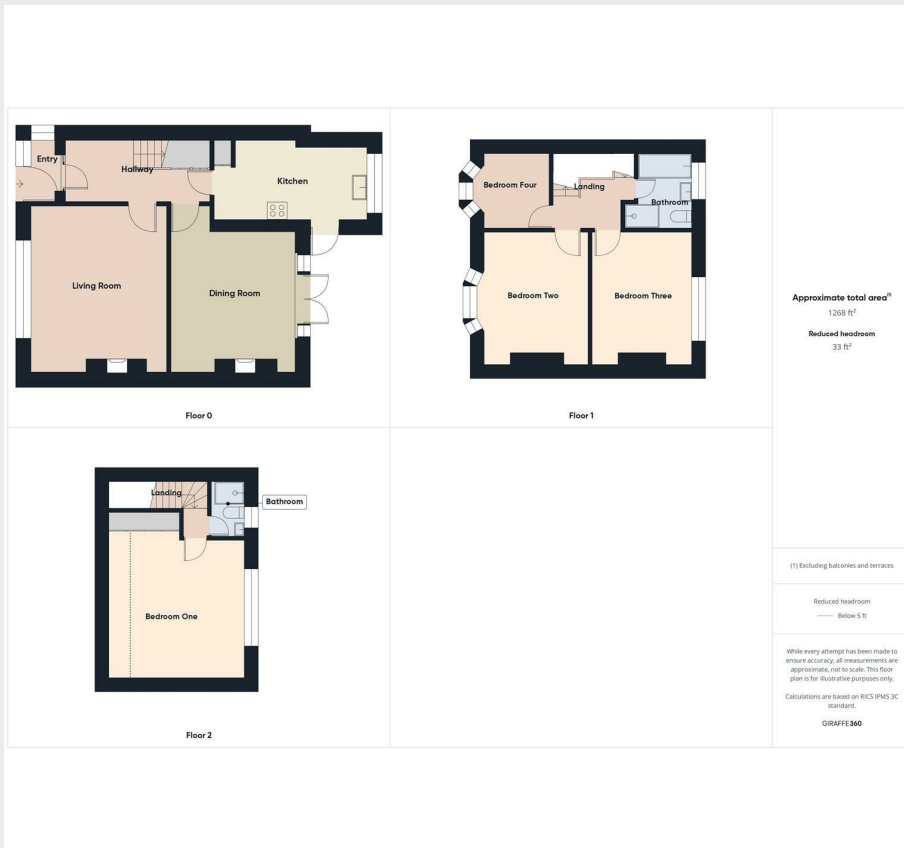 Entry
Hallway
Kitchen
Living Room
Dining Room
Floor 0
Bedroom Four
Landing
Bathroom
Bedroom Two
Bedroom Three
Floor 1
Landing
Bathroom
Bedroom One
Floor 2
Approximate total area⁽¹⁾
1268 ft²
Reduced headroom
33 ft²
(1) Excluding balconies and terraces
Reduced headroom
Below 5 ft
While every attempt has been made to
ensure accuracy, all measurements are
approximate, not to scale. This floor
plan is for illustrative purposes only.
Calculations are based on RICS IPMS 3C
standard.
GIRAFFE360